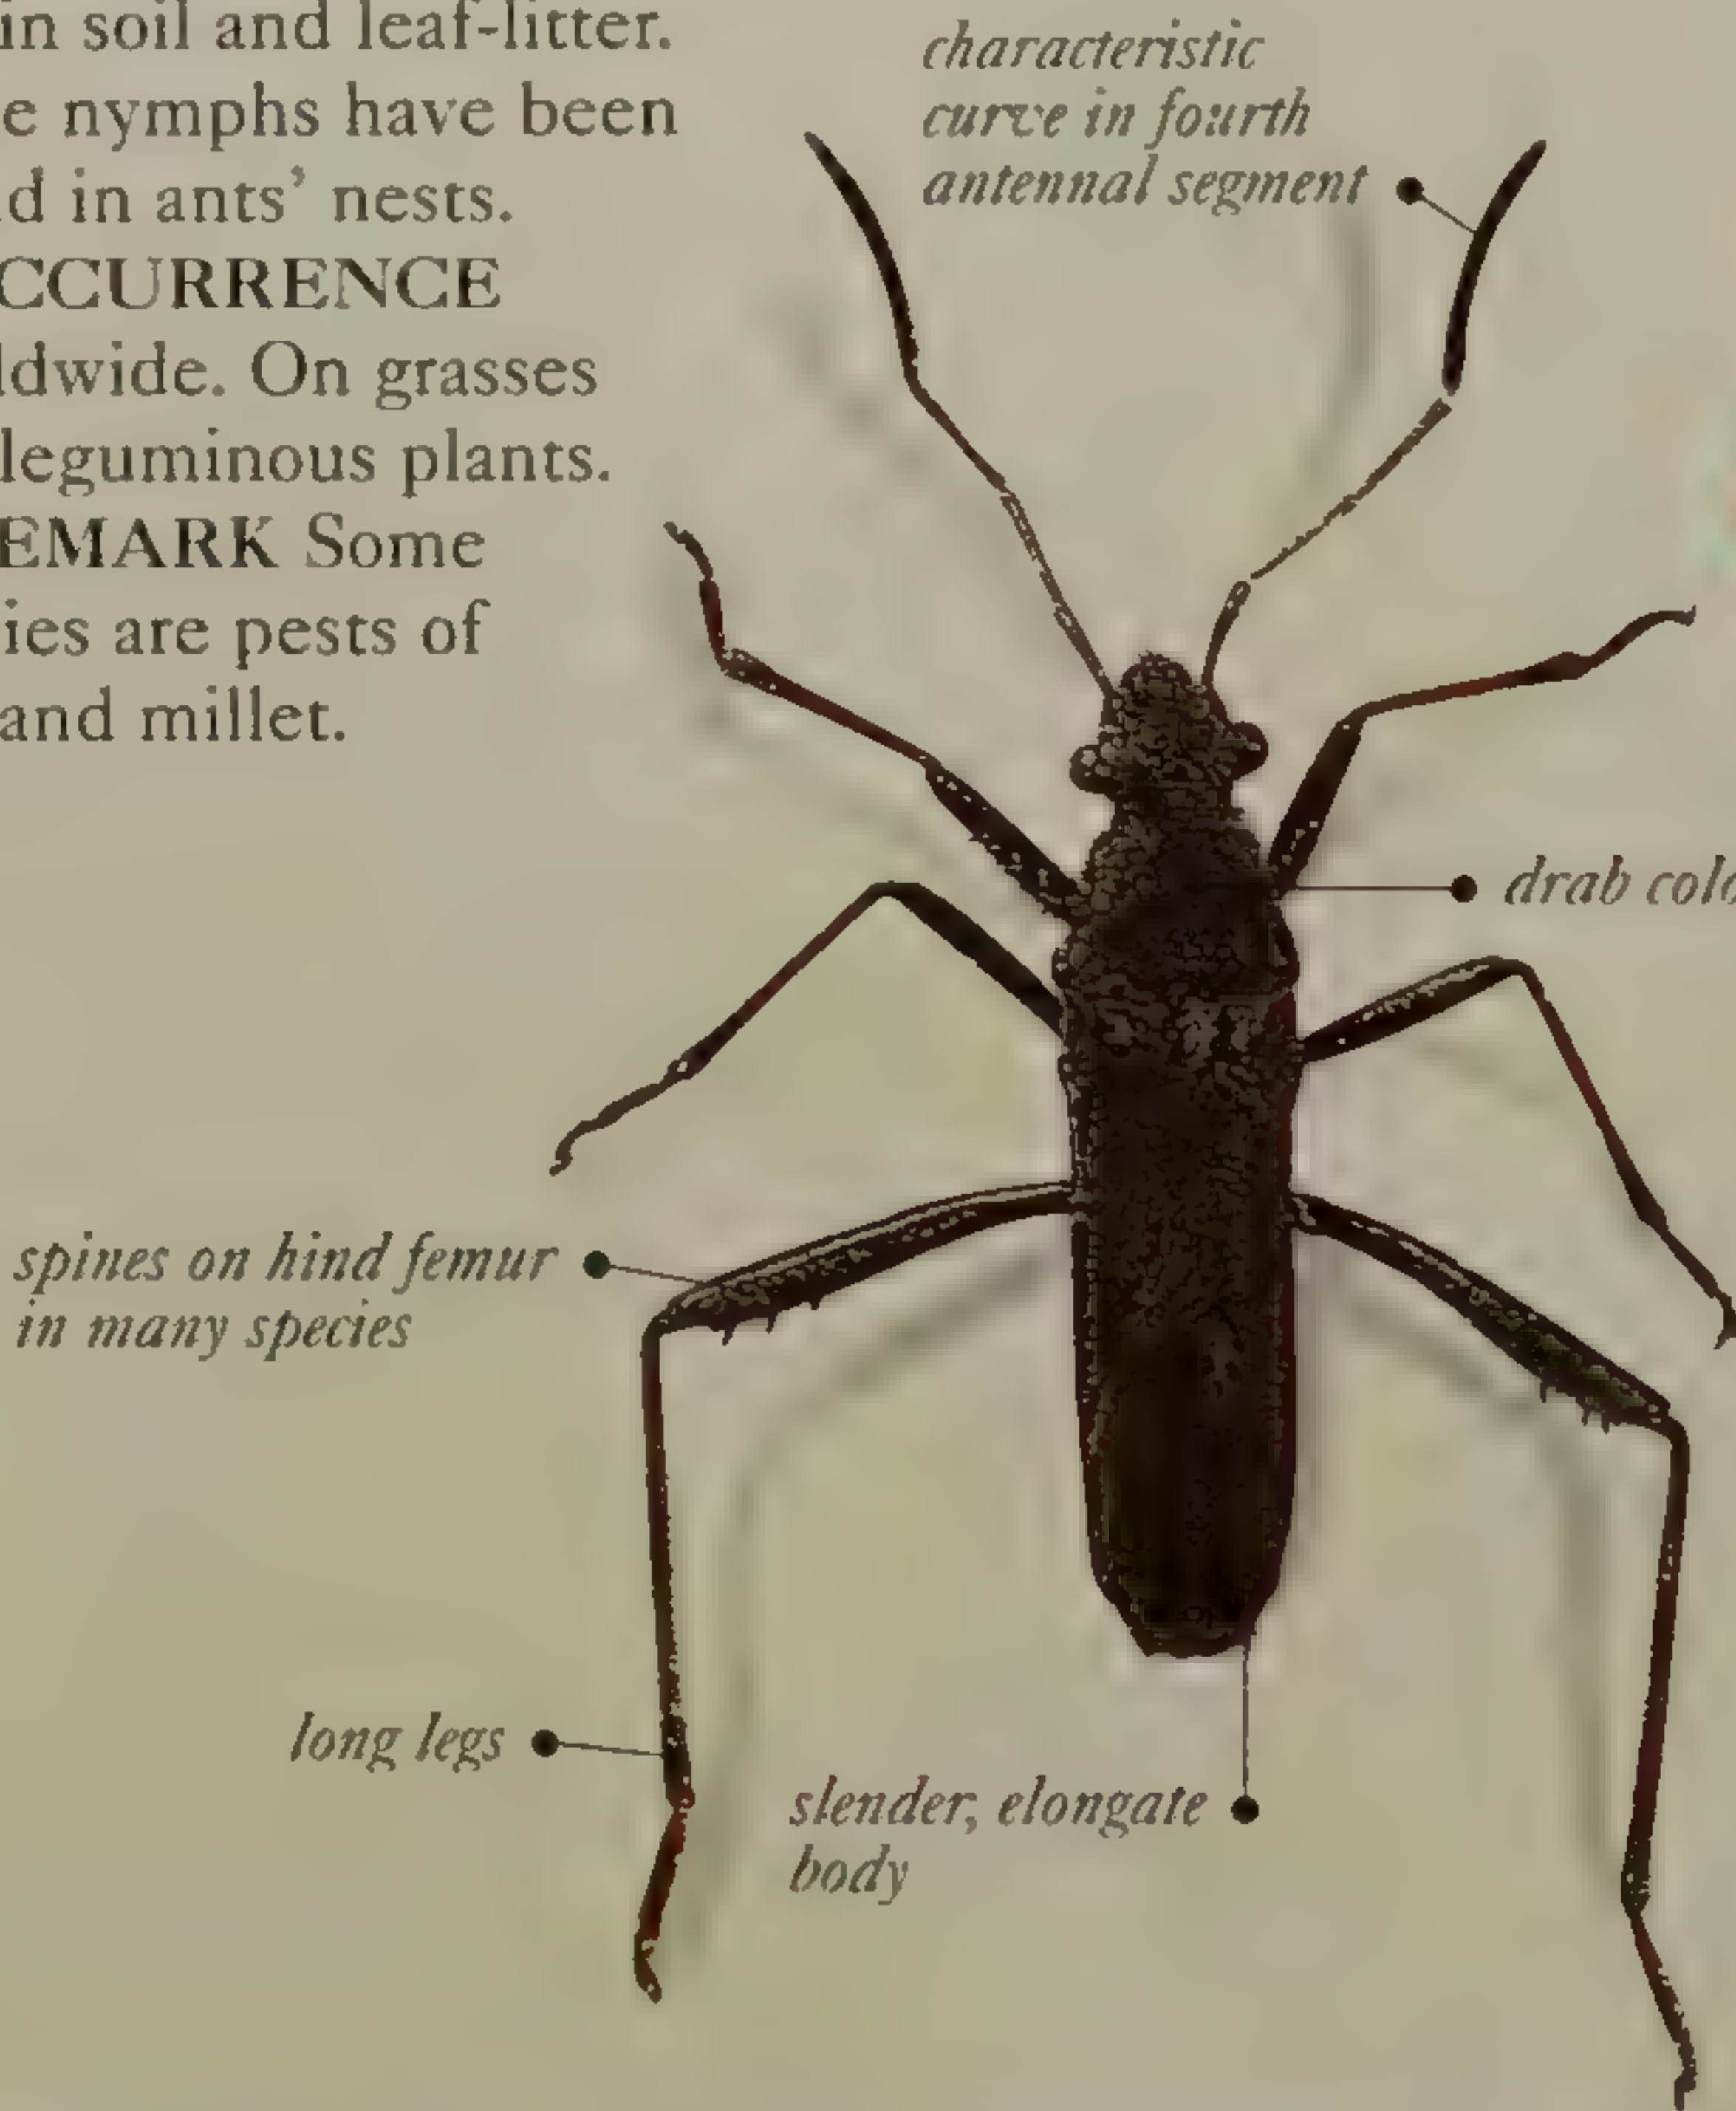 in soil and leaf-litter.
e nymphs have been
d in ants’ nests.
CCURRENCE
ldwide. On grasses
leguminous plants.
EMARK Some
ies are pests of
and millet.
characteristic
curve in fourth
antennal segment
drab colo
spines on hind femur
in many species
long legs
slender, elongate
body